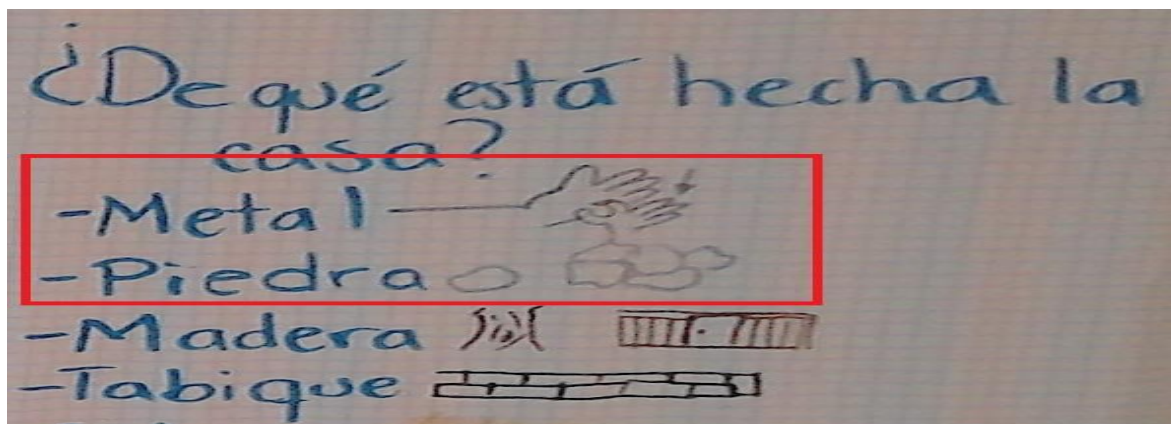 ¿De qué está hecha la
casa?
-Metal
-Piedra
-Madera
-Tabique